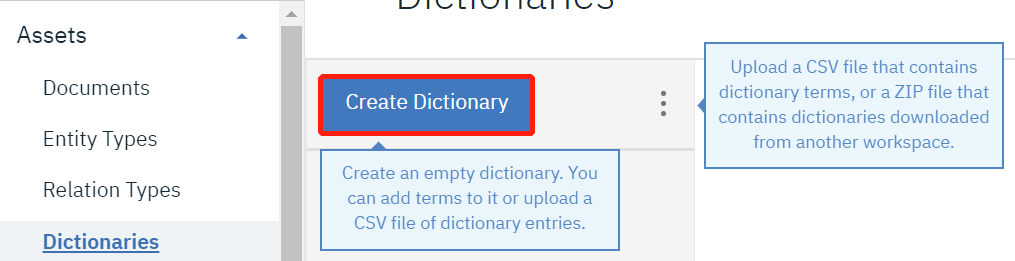 Dictionaries
Assets
Documents
Entity Types
Relation Types
Dictionaries
Create Dictionary
Create an empty dictionary. You
can add terms to it or upload a
CSV file of dictionary entries.
Upload a CSV file that contains
dictionary terms, or a ZIP file that
contains dictionaries downloaded
from another workspace.